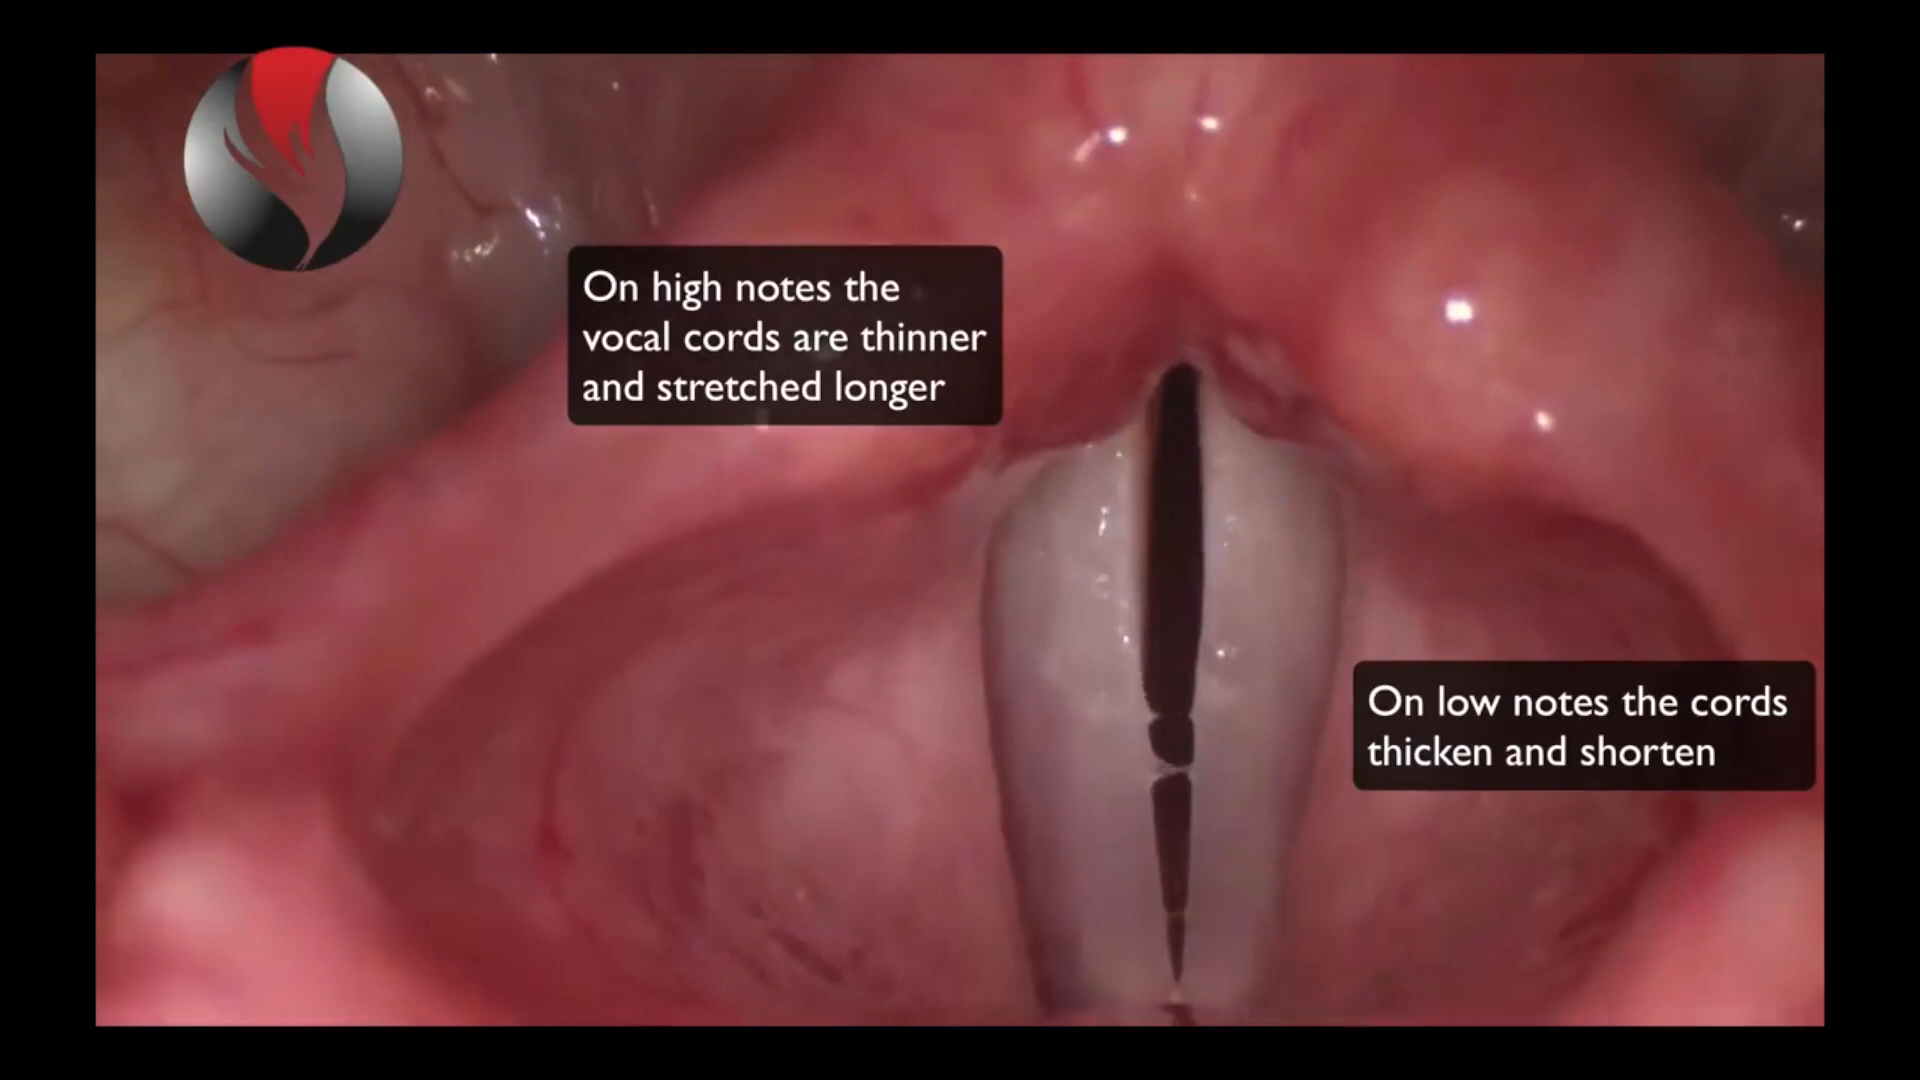 On high notes the
vocal cords are thinner
and stretched longer
On low notes the cords
thicken and shorten